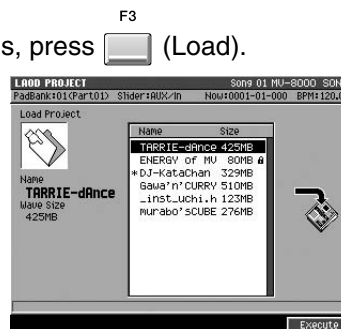 F3
s, press (Load).
LAOD PROJECT Song 01 MV-8000 SON
PadBank:01(Part01) Slider:AUX/In Now:0001-01-000 BPM:120.0
Load Project
Name Size
TARRIE-dAnce 425MB
ENERGY of MU 80MB
*DJ-KataChan 329MB
Gawa'n'CURRY 510MB
_inst_uchi.h 123MB
murabo'sCUBE 276MB
Name
TARRIE-dAnce
Wave Size
425MB
Execute